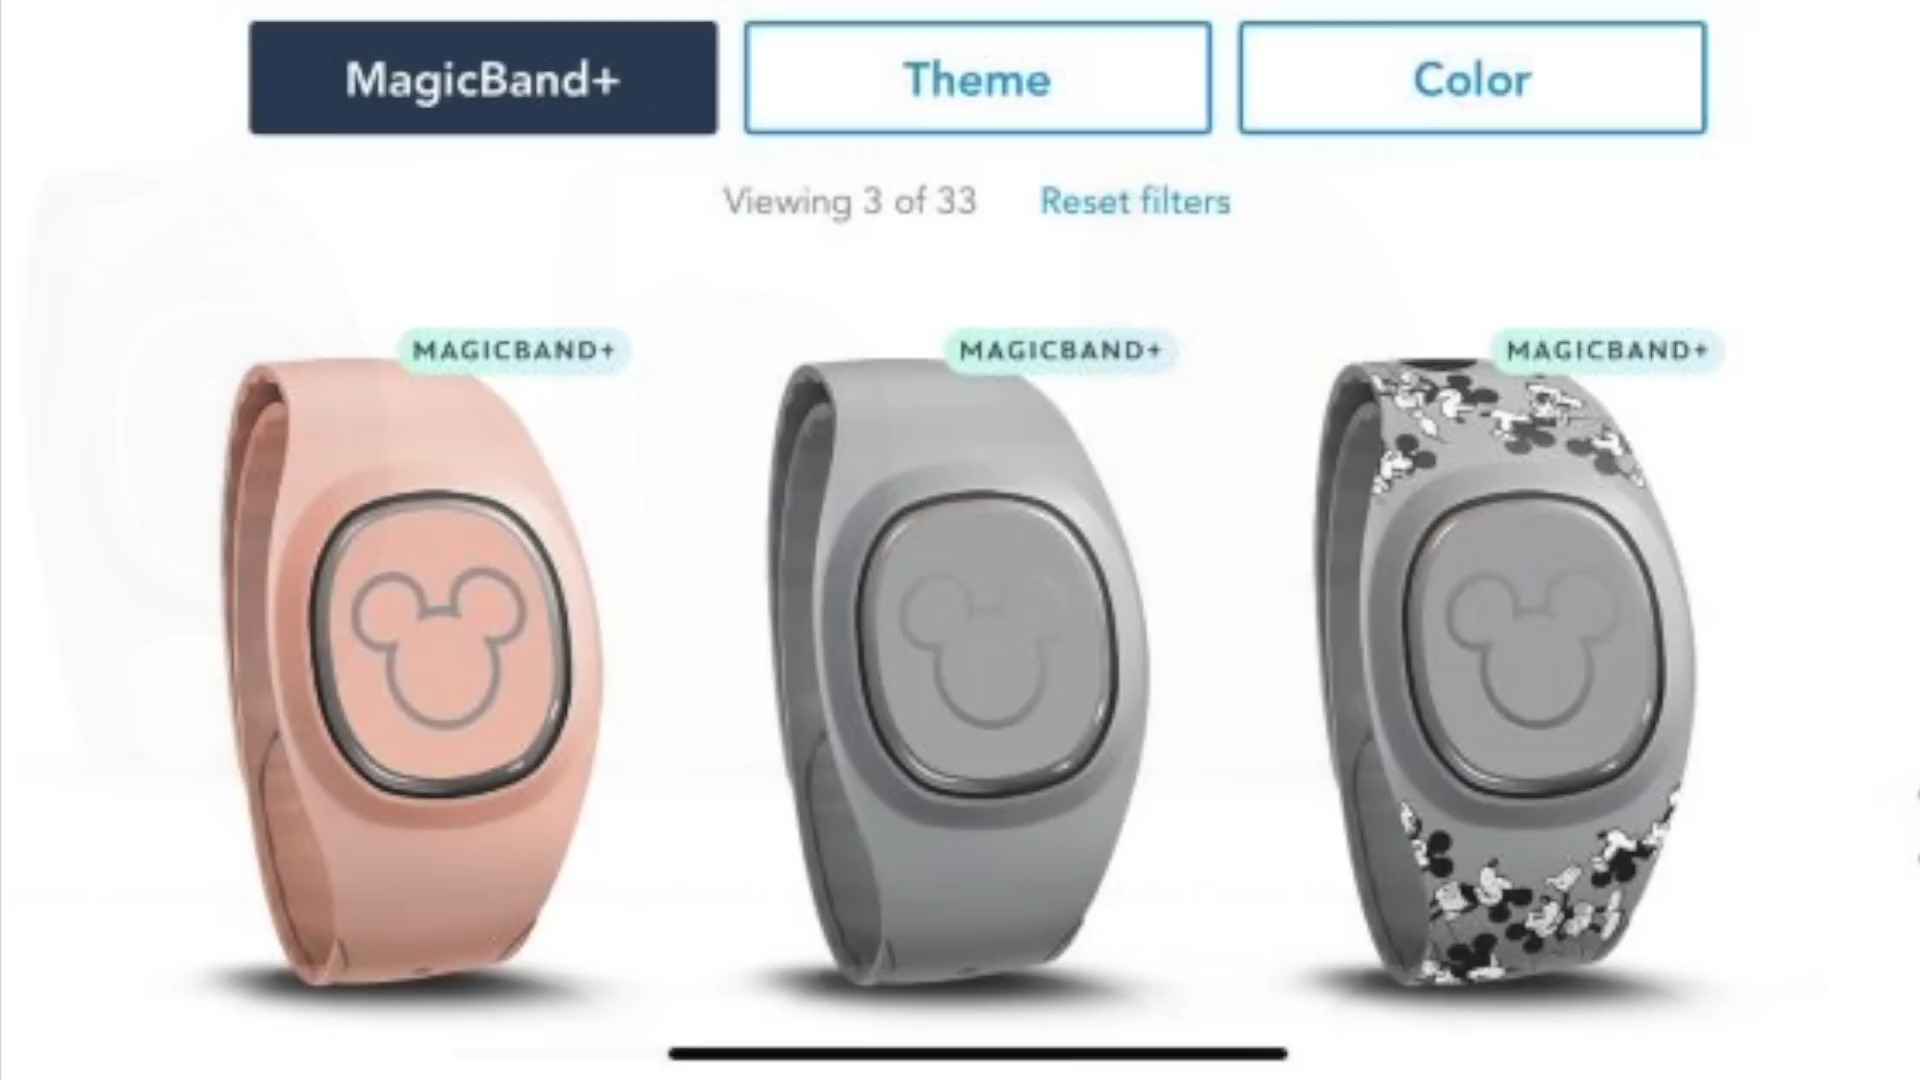 MagicBand+ Theme Color
Viewing 3 of 33 Reset filters
MAGICBAND+ MAGICBAND+ MAGICBAND+